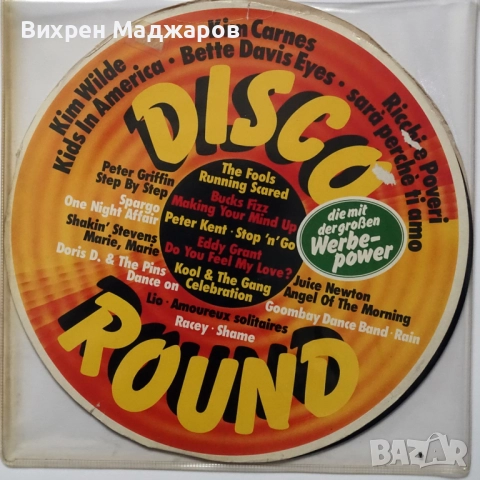 Вихрен Маджаров
Kim Wilde
Kids In America ·
Kim Carnes
Bette Davis Eyes ·
Ricchi e Poveri
sarà perche ti amo
DISCO
Peter Griffin
Step By Step
Spargo
One Night Affair
Shakin' Stevens
Marie, Marie
Doris D. & The Pins
Dance on
The Fools
Running Scared
Bucks Fizz
Making Your Mind Up
Peter Kent · Stop 'n' Go
Eddy Grant
Do You Feel My Love?
Kool & The Gang
Celebration
die mit
der großen
Werbe-
power
Juice Newton
Angel Of The Morning
Goombay Dance Band · Rain
Lio · Amoureux solitaires
Racey · Shame
ROUND
BAZAR